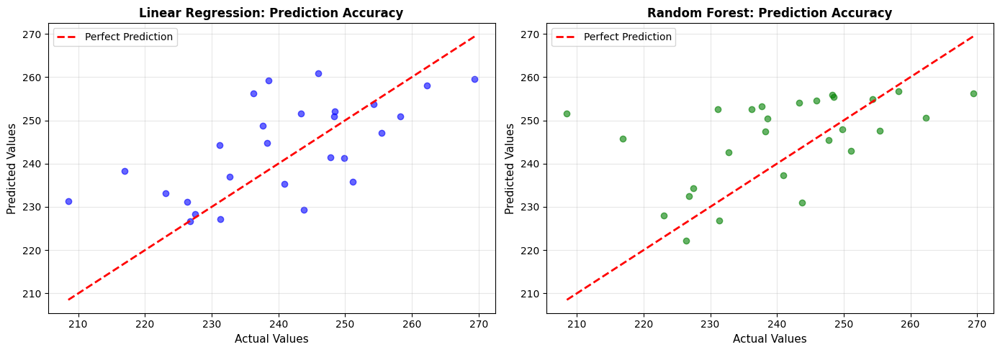 Linear Regression: Prediction Accuracy
Perfect Prediction
270
260
250
240
230
220
210
Predicted Values
210 220 230 240 250 260 270
Actual Values
Random Forest: Prediction Accuracy
Perfect Prediction
270
260
250
240
230
220
210
Predicted Values
210 220 230 240 250 260 270
Actual Values